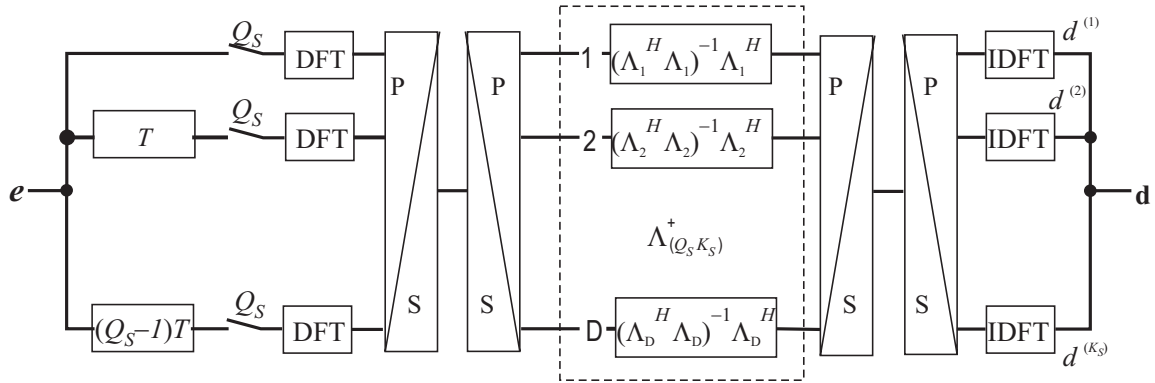 Q_S DFT P P 1 (Λ_1^H Λ_1)^{-1} Λ_1^H P P IDFT d^{(1)}
T Q_S DFT 2 (Λ_2^H Λ_2)^{-1} Λ_2^H IDFT d^{(2)}
e d
Λ^+_{(Q_S K_S)}
S S S S
(Q_S-1)T Q_S DFT D (Λ_D^H Λ_D)^{-1} Λ_D^H IDFT d^{(K_S)}